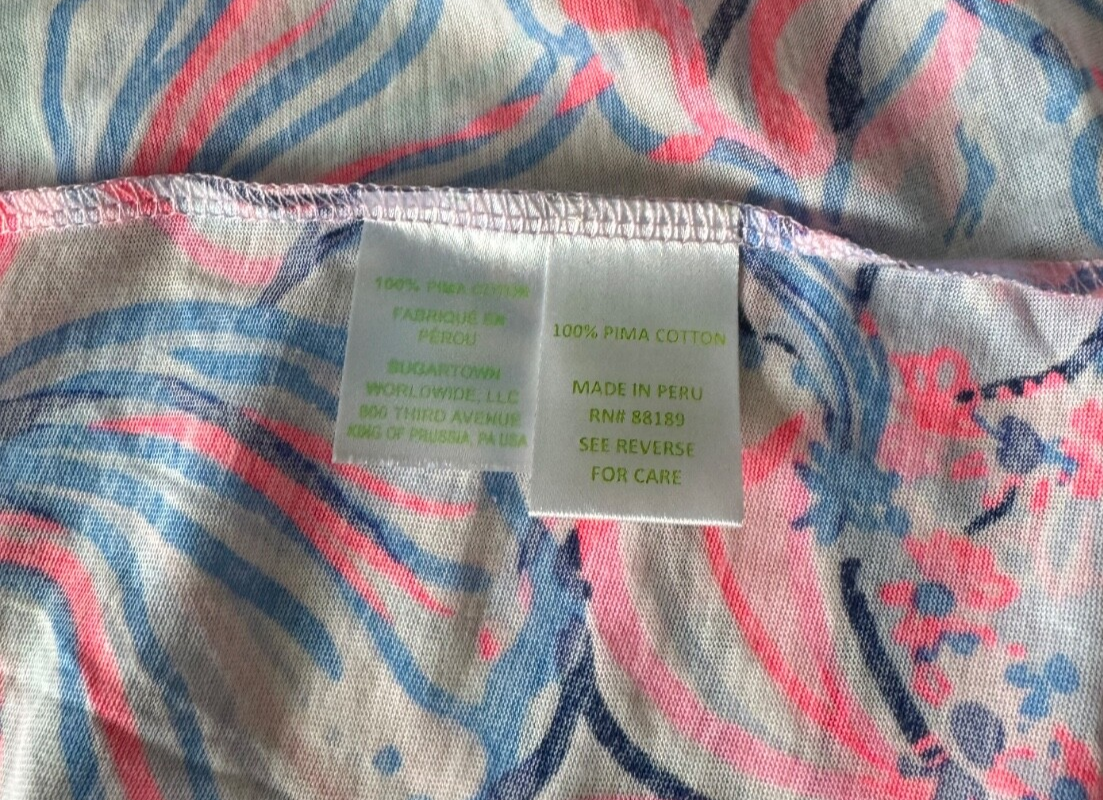 100% PIMA COTTON
FABRIQUÉ EN
PÉROU
SUGARTOWN
WORLDWIDE, LLC
800 THIRD AVENUE
KING OF PRUSSIA, PA USA
100% PIMA COTTON
MADE IN PERU
RN# 88189
SEE REVERSE
FOR CARE